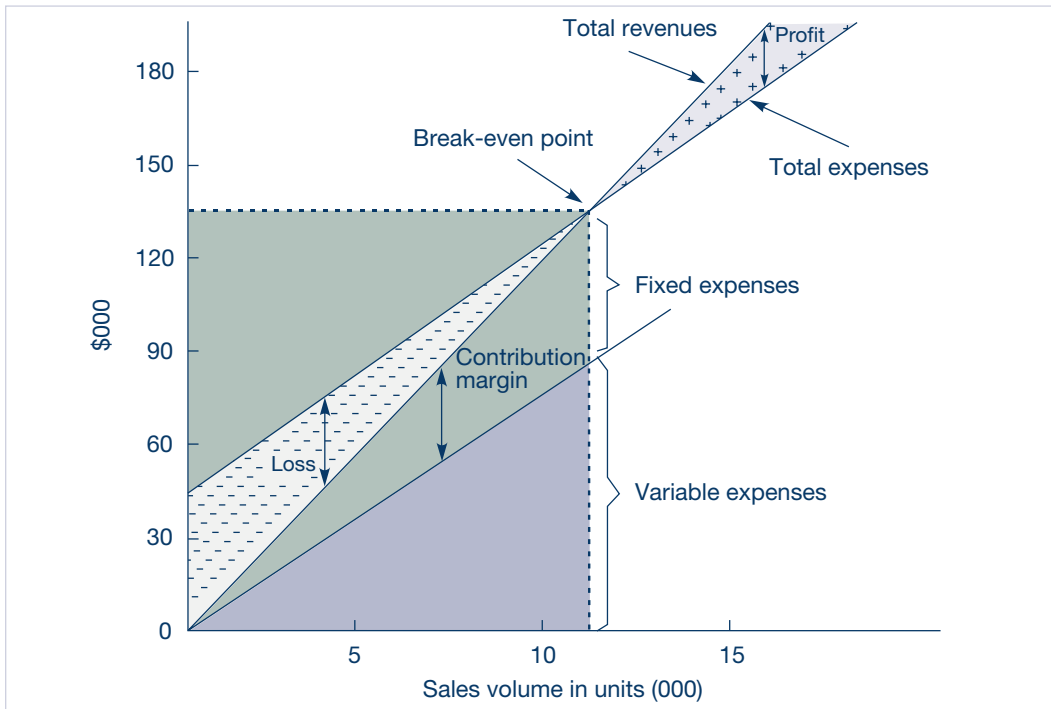 Total revenues
Profit
180
Break-even point
150
Total expenses
120
Fixed expenses
$000
90
Contribution
margin
60
Loss
Variable expenses
30
0
5
10
15
Sales volume in units (000)